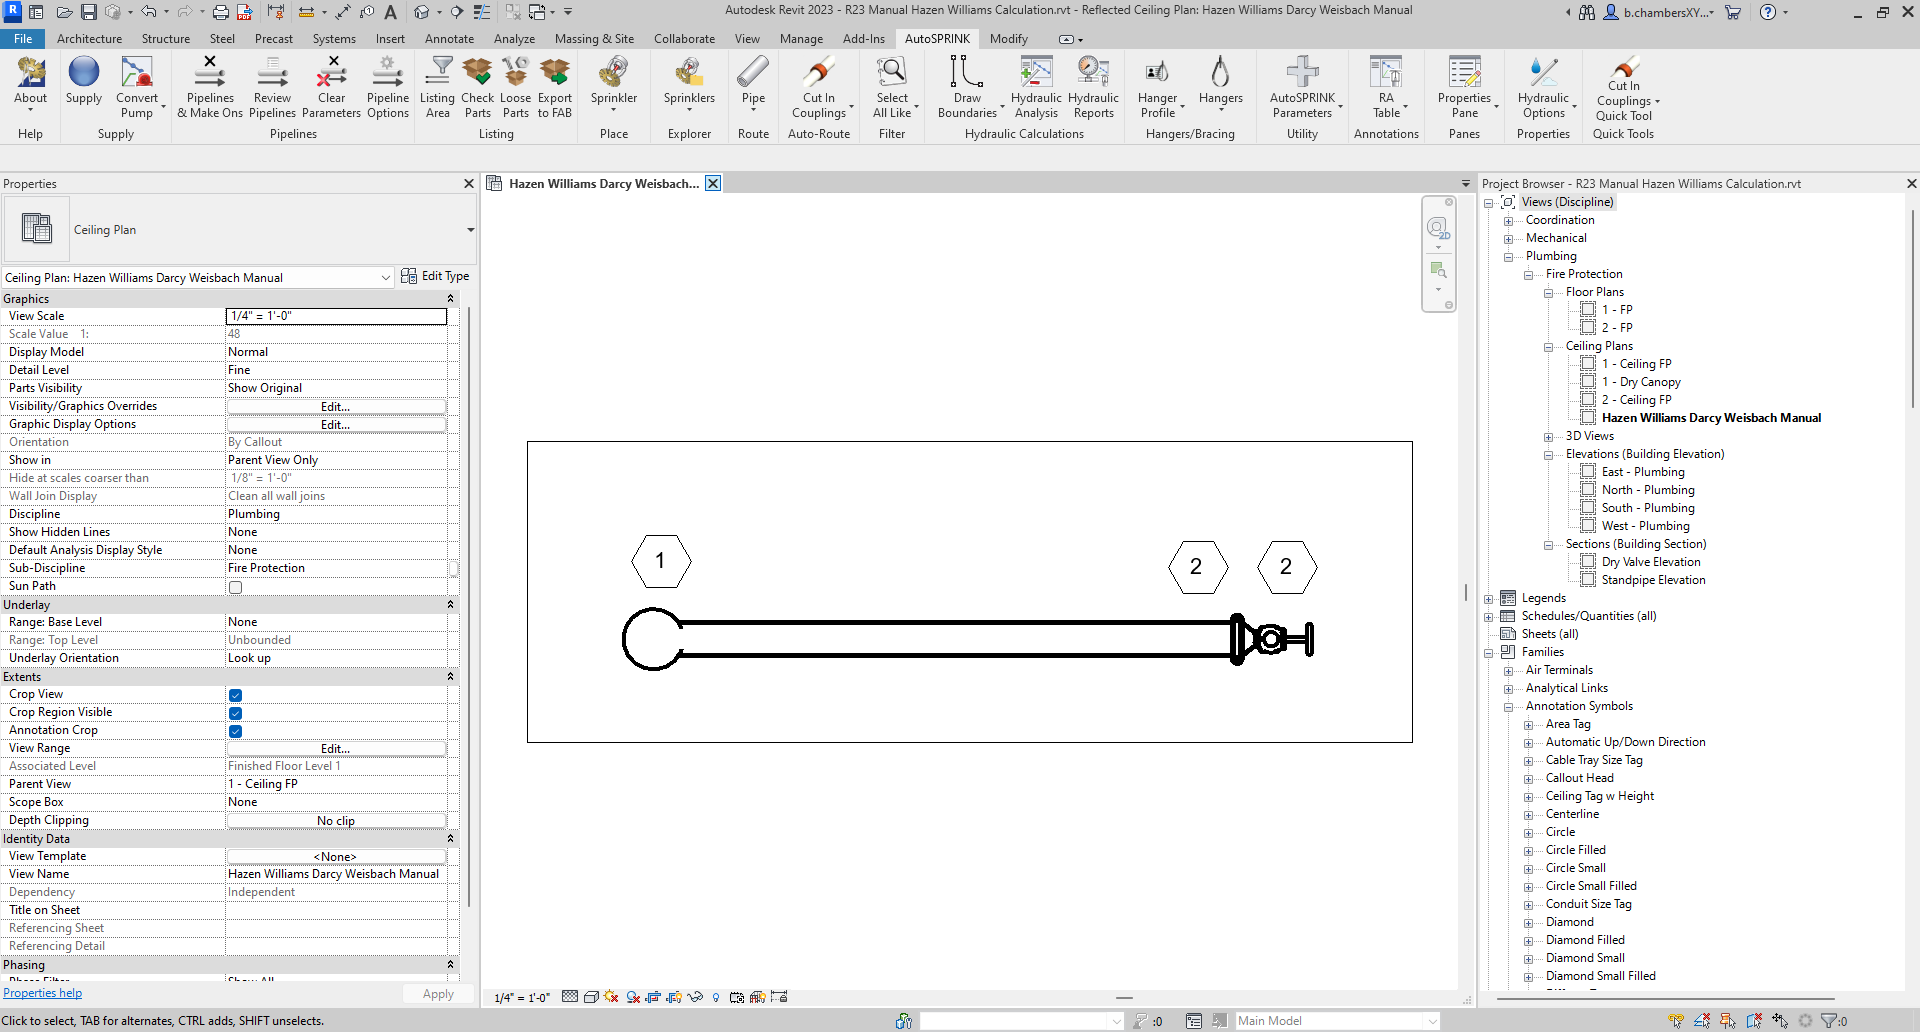 Autodesk Revit 2023 - R23 Manual Hazen Williams Calculation.rvt - Reflected Ceiling Plan: Hazen Williams Darcy Weisbach Manual
b.chambersXY...
File Architecture Structure Steel Precast Systems Insert Annotate Analyze Massing & Site Collaborate View Manage Add-Ins AutoSPRINK Modify
About
Supply
Convert
Pump
Pipelines
& Make Ons
Review
Pipelines
Clear
Parameters
Pipeline
Options
Listing
Area
Check
Parts
Loose
Parts
Export
to FAB
Sprinkler
Sprinklers
Pipe
Cut In
Couplings
Select
All Like
Draw
Boundaries
Hydraulic
Analysis
Hydraulic
Reports
Hanger
Profile
Hangers
AutoSPRINK
Parameters
RA
Table
Properties
Pane
Hydraulic
Options
Cut In
Couplings
Quick Tool
Help Supply Pipelines Listing Place Explorer Route Auto-Route Filter Hydraulic Calculations Hangers/Bracing Utility Annotations Panes Properties Quick Tools
Properties
Ceiling Plan
Ceiling Plan: Hazen Williams Darcy Weisbach Manual
Edit Type
Graphics
View Scale 1/4" = 1'-0"
Scale Value 1: 48
Display Model Normal
Detail Level Fine
Parts Visibility Show Original
Visibility/Graphics Overrides Edit...
Graphic Display Options Edit...
Orientation By Callout
Show in Parent View Only
Hide at scales coarser than 1/8" = 1'-0"
Wall Join Display Clean all wall joins
Discipline Plumbing
Show Hidden Lines None
Default Analysis Display Style None
Sub-Discipline Fire Protection
Sun Path
Underlay
Range: Base Level None
Range: Top Level Unbounded
Underlay Orientation Look up
Extents
Crop View
Crop Region Visible
Annotation Crop
View Range Edit...
Associated Level Finished Floor Level 1
Parent View 1 - Ceiling FP
Scope Box None
Depth Clipping No clip
Identity Data
View Template <None>
View Name Hazen Williams Darcy Weisbach Manual
Dependency Independent
Title on Sheet
Referencing Sheet
Referencing Detail
Phasing
Properties help
Apply
Hazen Williams Darcy Weisbach...
2D
1
2
2
1/4" = 1'-0"
Project Browser - R23 Manual Hazen Williams Calculation.rvt
Views (Discipline)
Coordination
Mechanical
Plumbing
Fire Protection
Floor Plans
1 - FP
2 - FP
Ceiling Plans
1 - Ceiling FP
1 - Dry Canopy
2 - Ceiling FP
Hazen Williams Darcy Weisbach Manual
3D Views
Elevations (Building Elevation)
East - Plumbing
North - Plumbing
South - Plumbing
West - Plumbing
Sections (Building Section)
Dry Valve Elevation
Standpipe Elevation
Legends
Schedules/Quantities (all)
Sheets (all)
Families
Air Terminals
Analytical Links
Annotation Symbols
Area Tag
Automatic Up/Down Direction
Cable Tray Size Tag
Callout Head
Ceiling Tag w Height
Centerline
Circle
Circle Filled
Circle Small
Circle Small Filled
Conduit Size Tag
Diamond
Diamond Filled
Diamond Small
Diamond Small Filled
Click to select, TAB for alternates, CTRL adds, SHIFT unselects.
:0
Main Model
:0